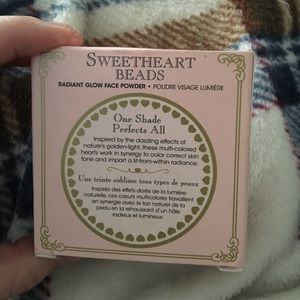 SWEETHEART
BEADS
RADIANT GLOW FACE POWDER • POUDRE VISAGE LUMIÈRE
One Shade
Perfects All
Inspired by the dazzling effects of
nature's golden-light, these multi-colored
hearts work in synergy to color correct skin
tone and impart a lit-from-within radiance.
Une teinte sublime tous types de peaux
Inspirés des effets dorés de la lumière
naturelle, ces cœurs multicolores travaillent
en synergie avec le ton naturel de la
peau en la rehaussant d'un hâle
radieux et lumineux.